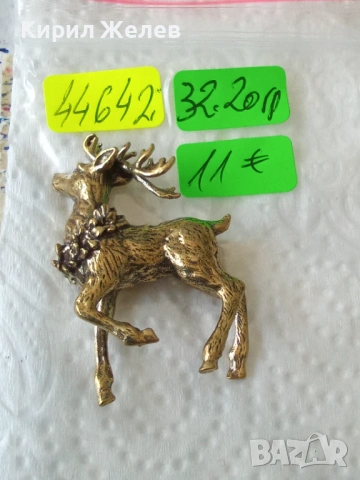 Кирил Желев
44642.
32.20гр
11 €
BAZAR